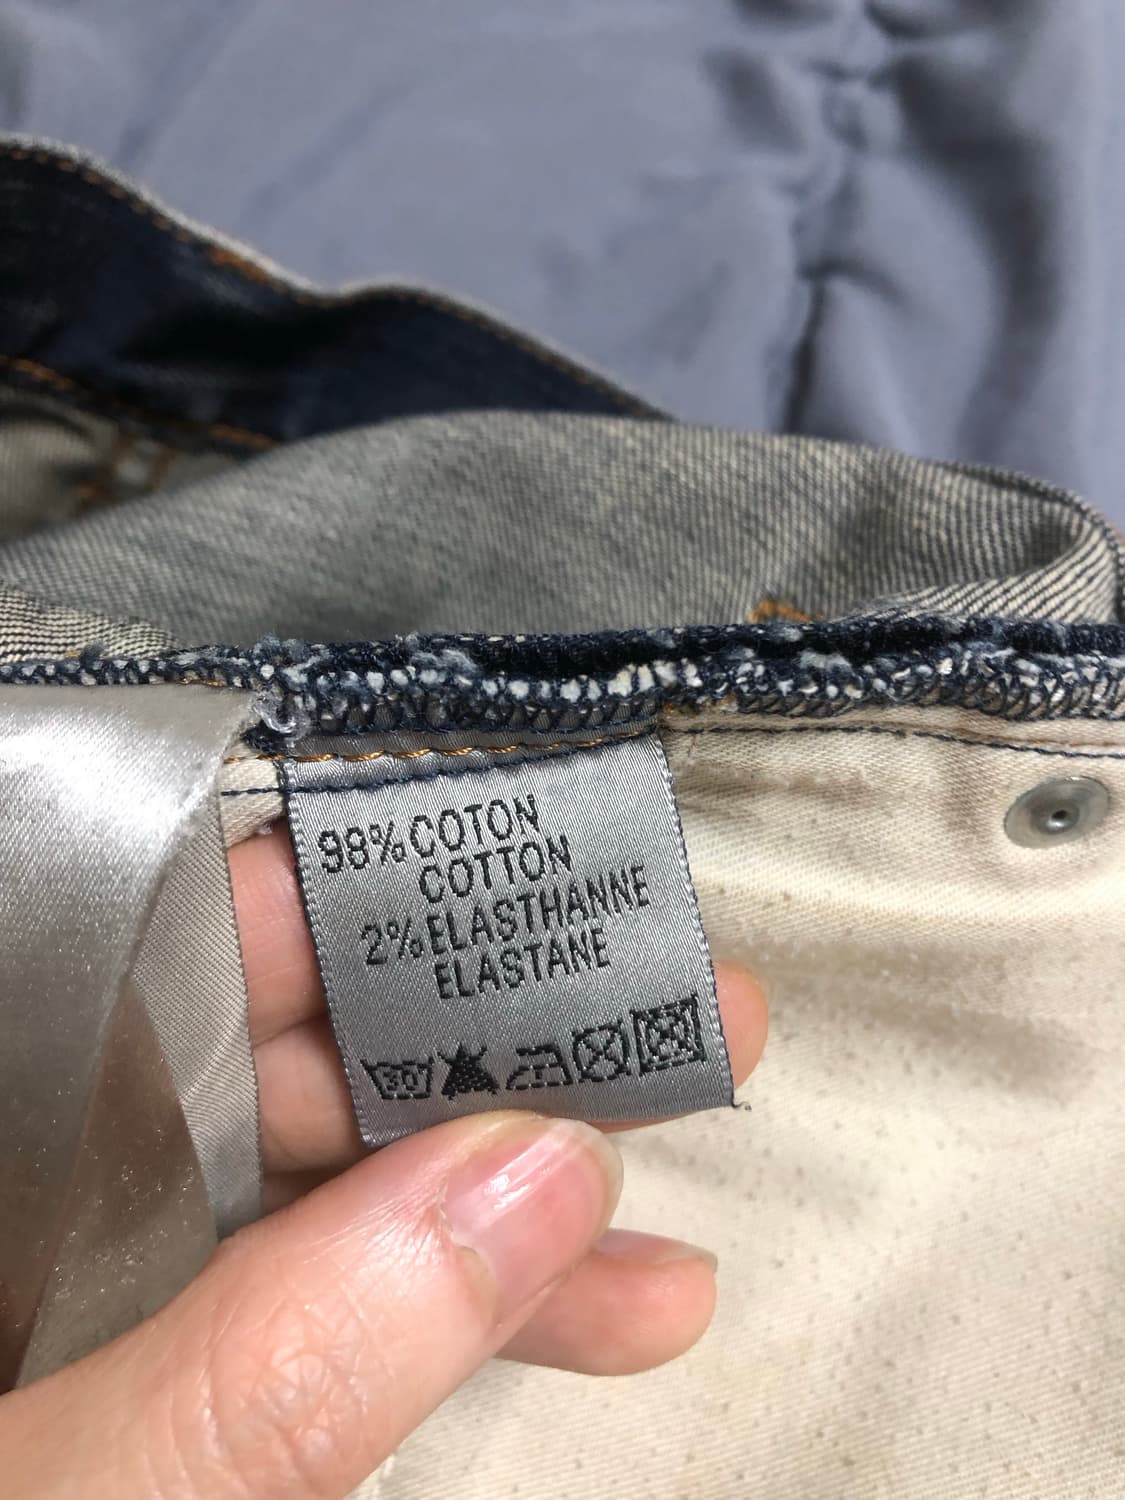 98% COTON
COTTON
2% ELASTHANNE
ELASTANE
30